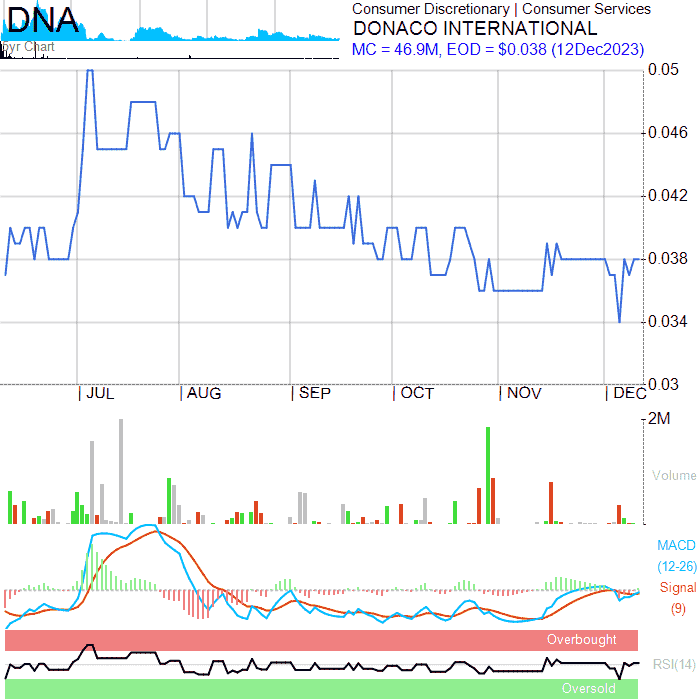 DNA
5yr Chart
Consumer Discretionary | Consumer Services
DONACO INTERNATIONAL
MC = 46.9M, EOD = $0.038 (12Dec2023)
0.05
0.046
0.042
0.038
0.034
0.03
| JUL | AUG | SEP | OCT | NOV | DEC
2M
Volume
MACD
(12-26)
Signal
(9)
Overbought
RSI(14)
Oversold